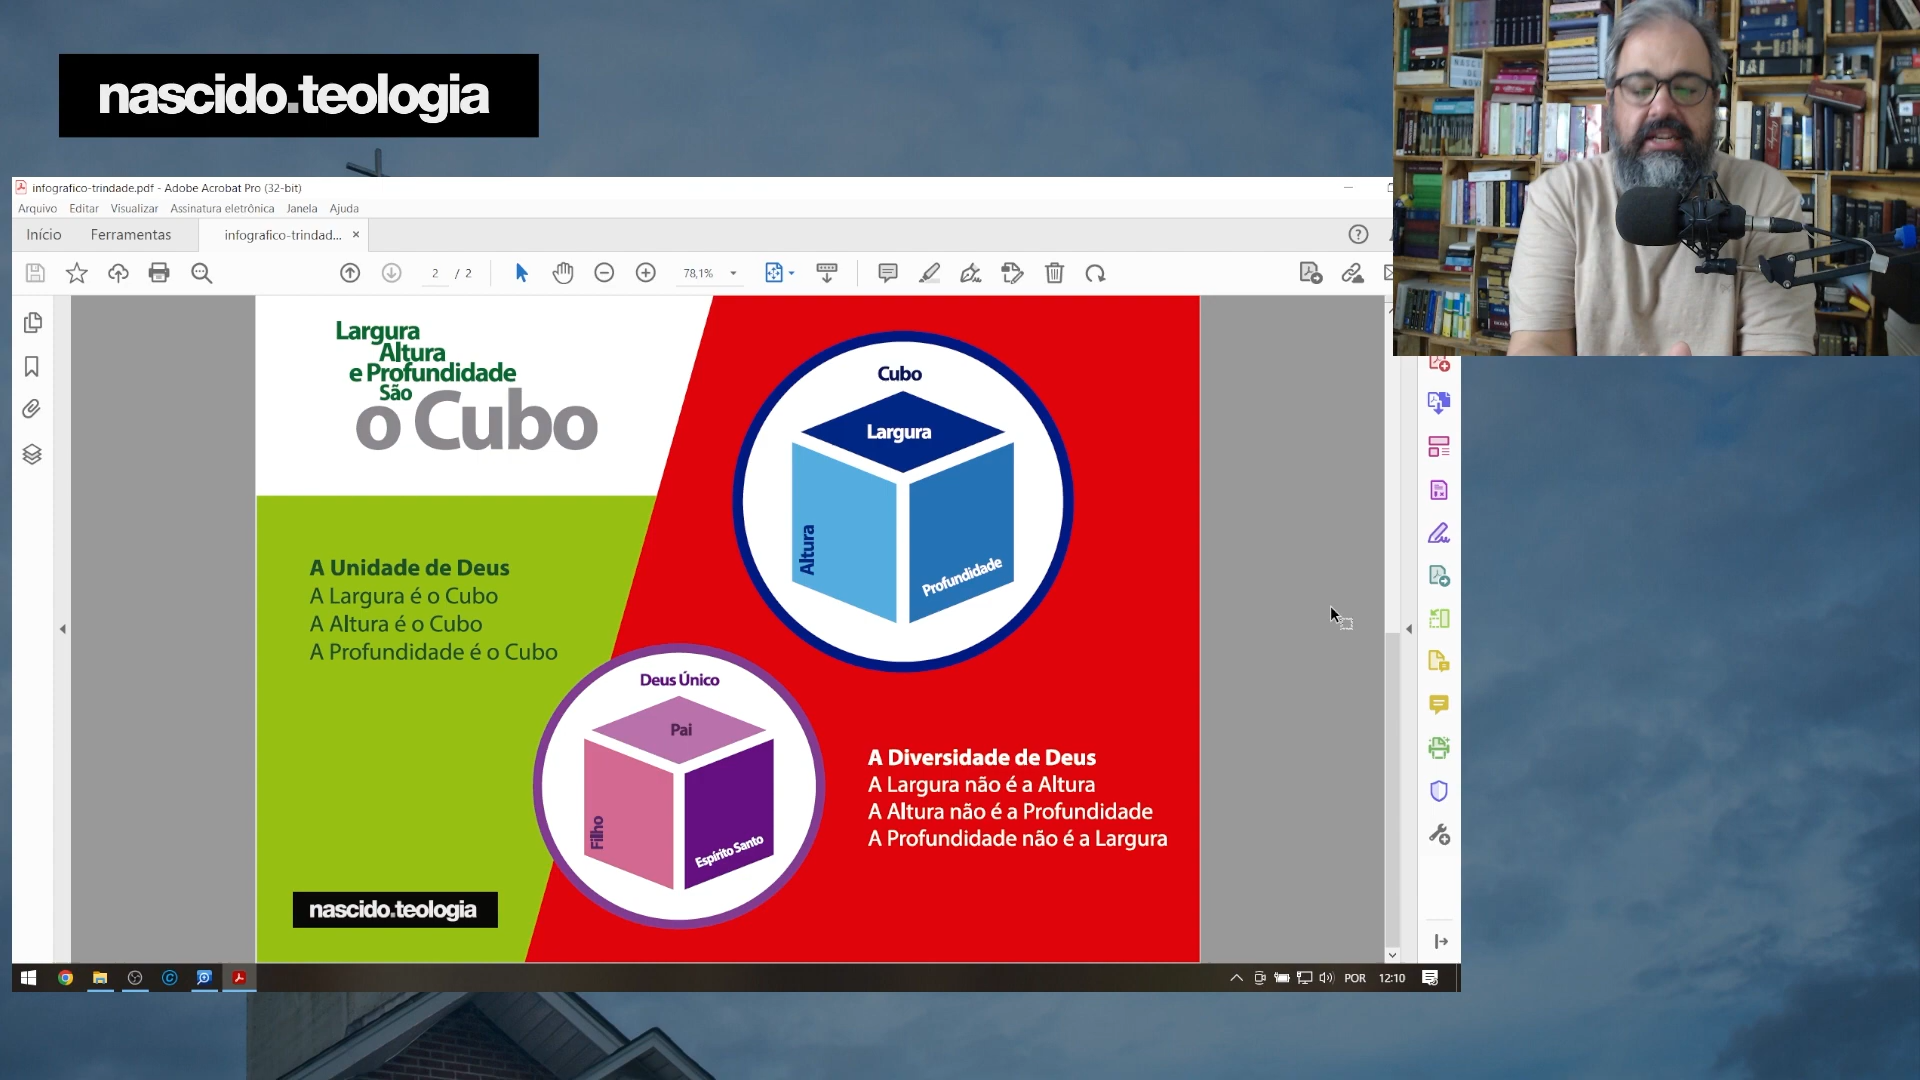 nascido.teologia
infografico-trindade.pdf - Adobe Acrobat Pro (32-bit)
Arquivo Editar Visualizar Assinatura eletrônica Janela Ajuda
Início Ferramentas infografico-trindad... ×
2 / 2 78,1%
Largura
Altura
e Profundidade
São
o Cubo
Cubo
Largura
Altura
Profundidade
A Unidade de Deus
A Largura é o Cubo
A Altura é o Cubo
A Profundidade é o Cubo
Deus Único
Pai
Filho
Espírito Santo
A Diversidade de Deus
A Largura não é a Altura
A Altura não é a Profundidade
A Profundidade não é a Largura
nascido.teologia
POR 12:10